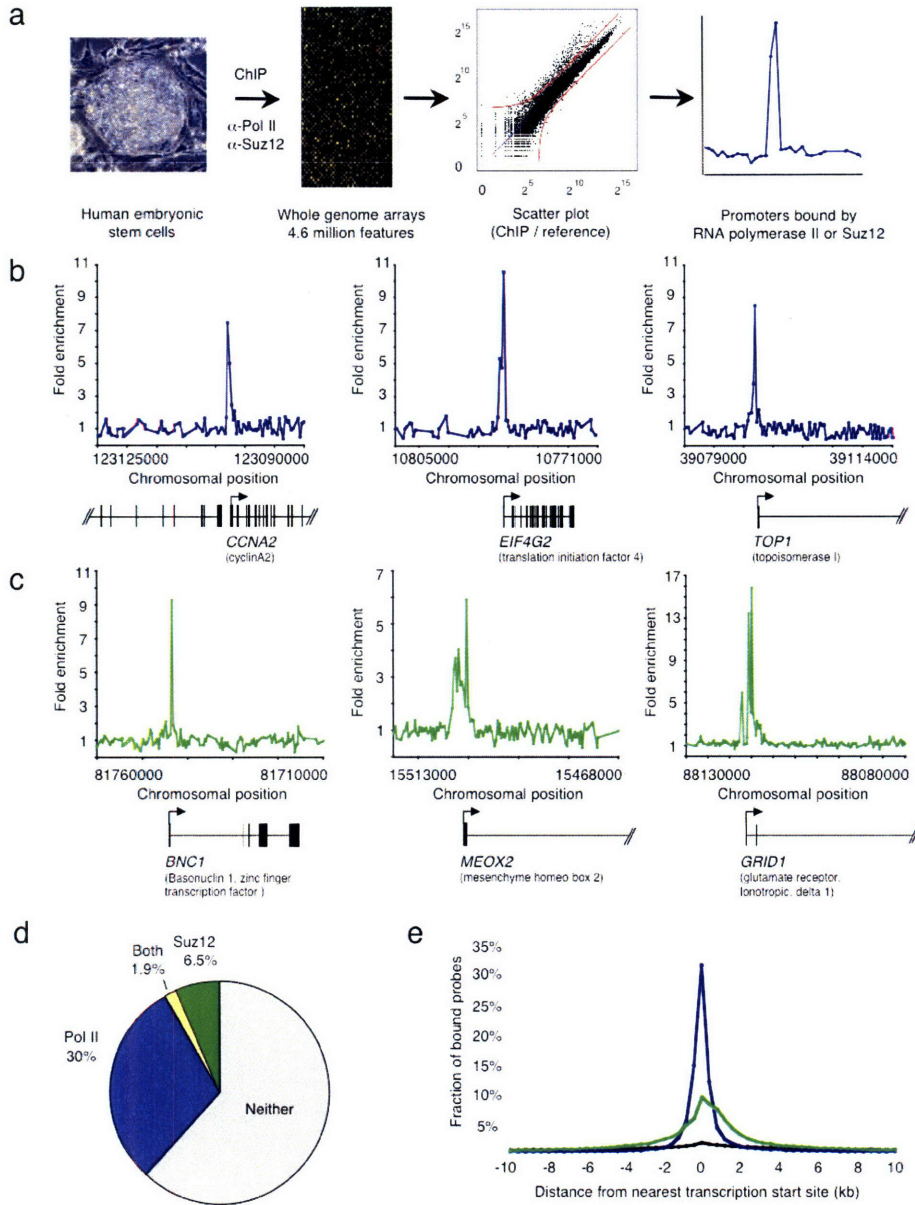 a
ChIP
α-Pol II
α-Suz12
2^15
2^10
2^5
0
0 2^5 2^10 2^15
Human embryonic
stem cells
Whole genome arrays
4.6 million features
Scatter plot
(ChIP / reference)
Promoters bound by
RNA polymerase II or Suz12
b
Fold enrichment
11
9
7
5
3
1
123125000 123090000
Chromosomal position
CCNA2
(cyclinA2)
Fold enrichment
11
9
7
5
3
1
10805000 10771000
Chromosomal position
EIF4G2
(translation initiation factor 4)
Fold enrichment
11
9
7
5
3
1
39079000 39114000
Chromosomal position
TOP1
(topoisomerase I)
c
Fold enrichment
11
9
7
5
3
1
81760000 81710000
Chromosomal position
BNC1
(Basonuclin 1, zinc finger
transcription factor )
Fold enrichment
7
5
3
1
15513000 15468000
Chromosomal position
MEOX2
(mesenchyme homeo box 2)
Fold enrichment
17
13
9
5
1
88130000 88080000
Chromosomal position
GRID1
(glutamate receptor.
Ionotropic. delta 1)
d
Both
1.9%
Suz12
6.5%
Pol II
30%
Neither
e
Fraction of bound probes
35%
30%
25%
20%
15%
10%
5%
-10 -8 -6 -4 -2 0 2 4 6 8 10
Distance from nearest transcription start site (kb)